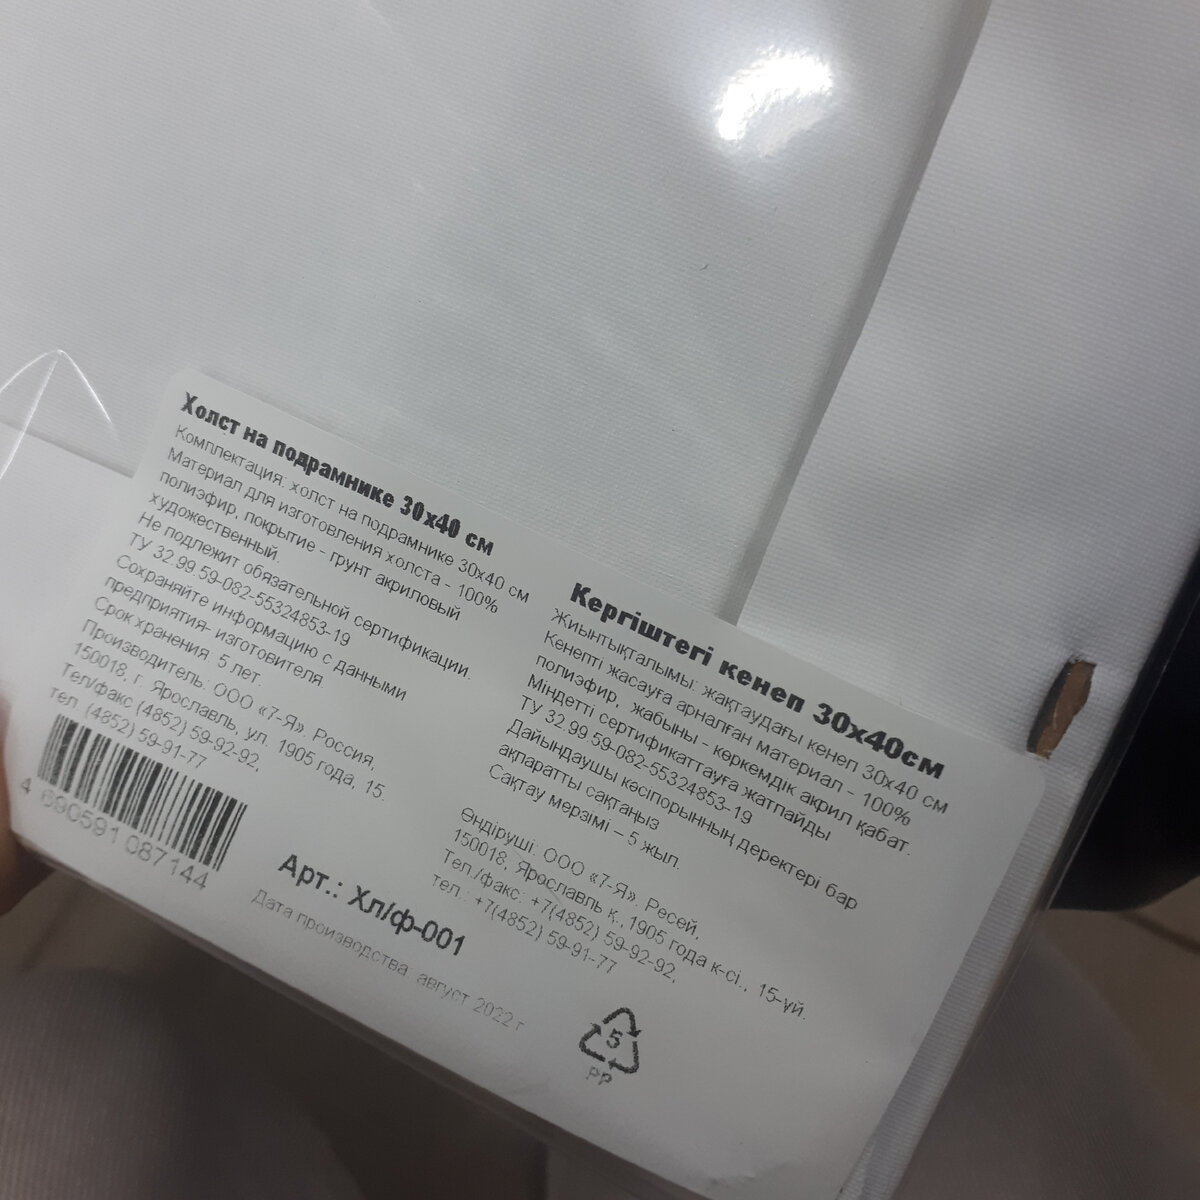 Холст на подрамнике 30х40 см
Комплектация: холст на подрамнике 30х40 см
Материал для изготовления холста - 100%
полиэфир, покрытие - грунт акриловый
художественный.
Не подлежит обязательной сертификации.
ТУ 32.99.59-082-55324853-19
Сохраняйте информацию с данными
предприятия- изготовителя.
Срок хранения: 5 лет.
Производитель: ООО «7-Я». Россия,
150018, г. Ярославль, ул. 1905 года, 15.
Тел/факс (4852) 59-92-92,
тел. (4852) 59-91-77
4 690591 087144
Арт.: Хл/ф-001
Дата производства: август 2022 г
Кергіштегі кенеп 30х40см
Жиынтықталымы: жақтаудағы кенеп 30х40 см
Кенепті жасауға арналған материал - 100%
полиэфир, жабыны - көркемдік акрил қабат.
Міндетті сертификаттауға жатпайды
ТУ 32.99.59-082-55324853-19
Дайындаушы кәсіпорынның деректері бар
ақпаратты сақтаңыз
Сақтау мерзімі – 5 жыл.
Өндіруші: ООО «7-Я». Ресей,
150018, Ярославль к., 1905 года к-сі., 15-үй.
Тел./факс: +7(4852) 59-92-92,
тел.: +7(4852) 59-91-77
5
PP